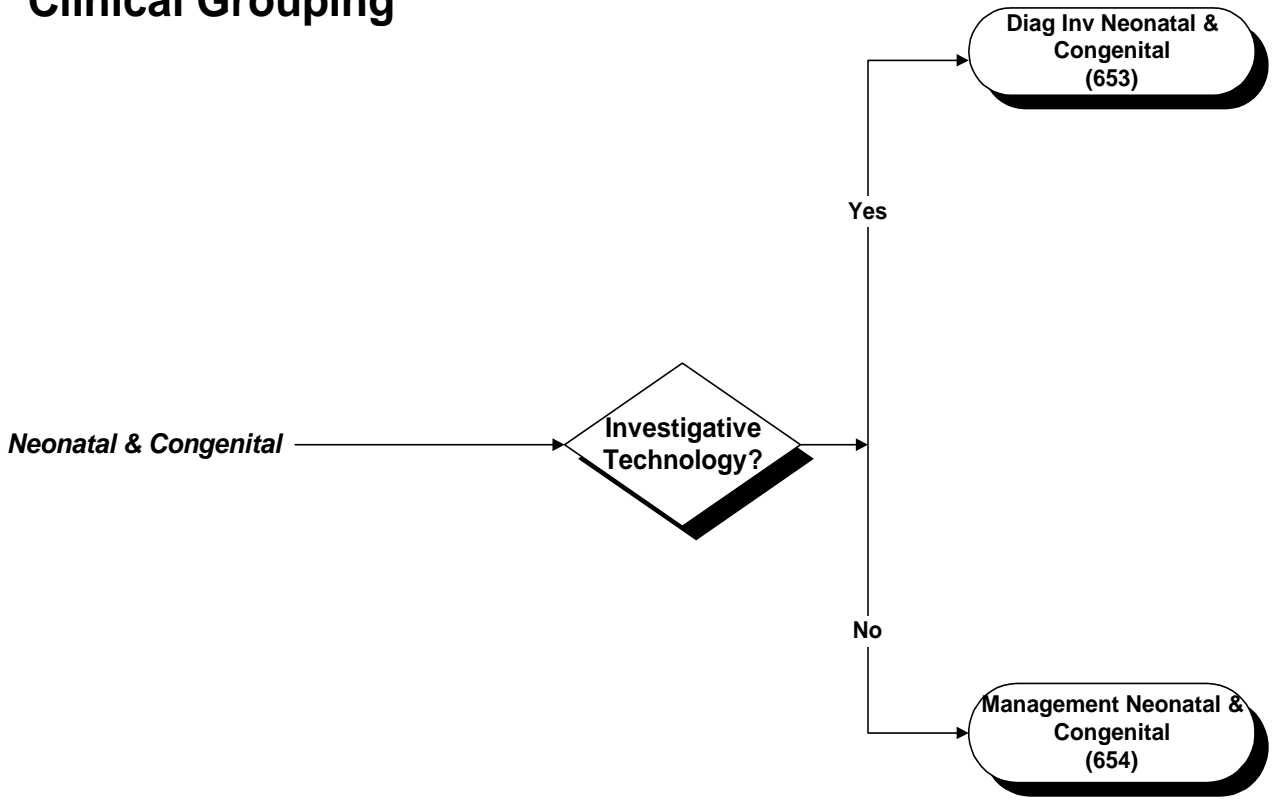 Clinical Grouping
Diag Inv Neonatal &
Congenital
(653)
Yes
Neonatal & Congenital
Investigative
Technology?
No
Management Neonatal &
Congenital
(654)